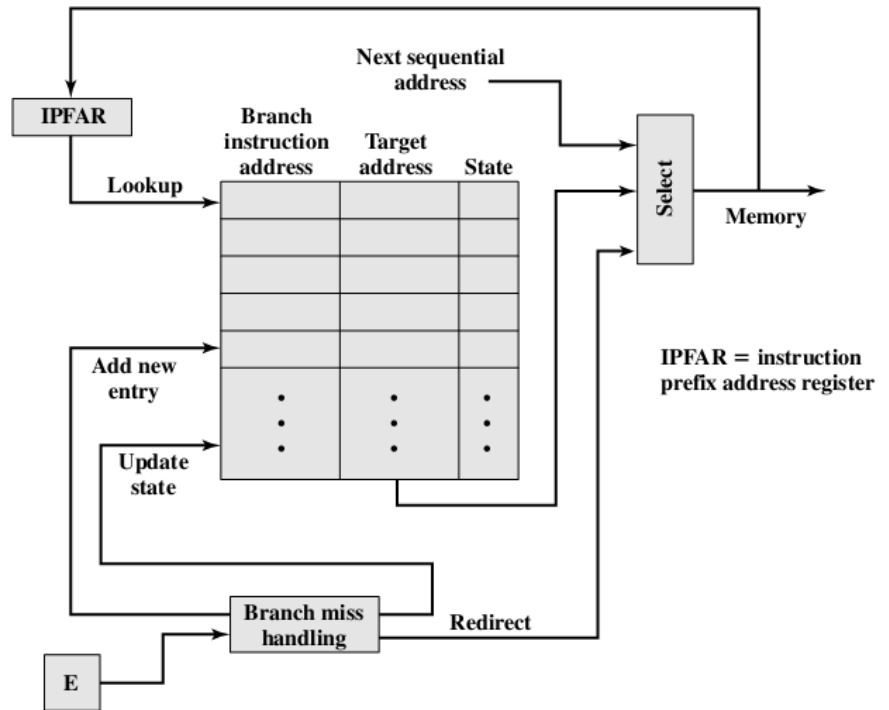 Next sequential
address
IPFAR
Branch
instruction
address
Target
address
State
Lookup
Select
Memory
Add new
entry
IPFAR = instruction
prefix address register
Update
state
Branch miss
handling
Redirect
E